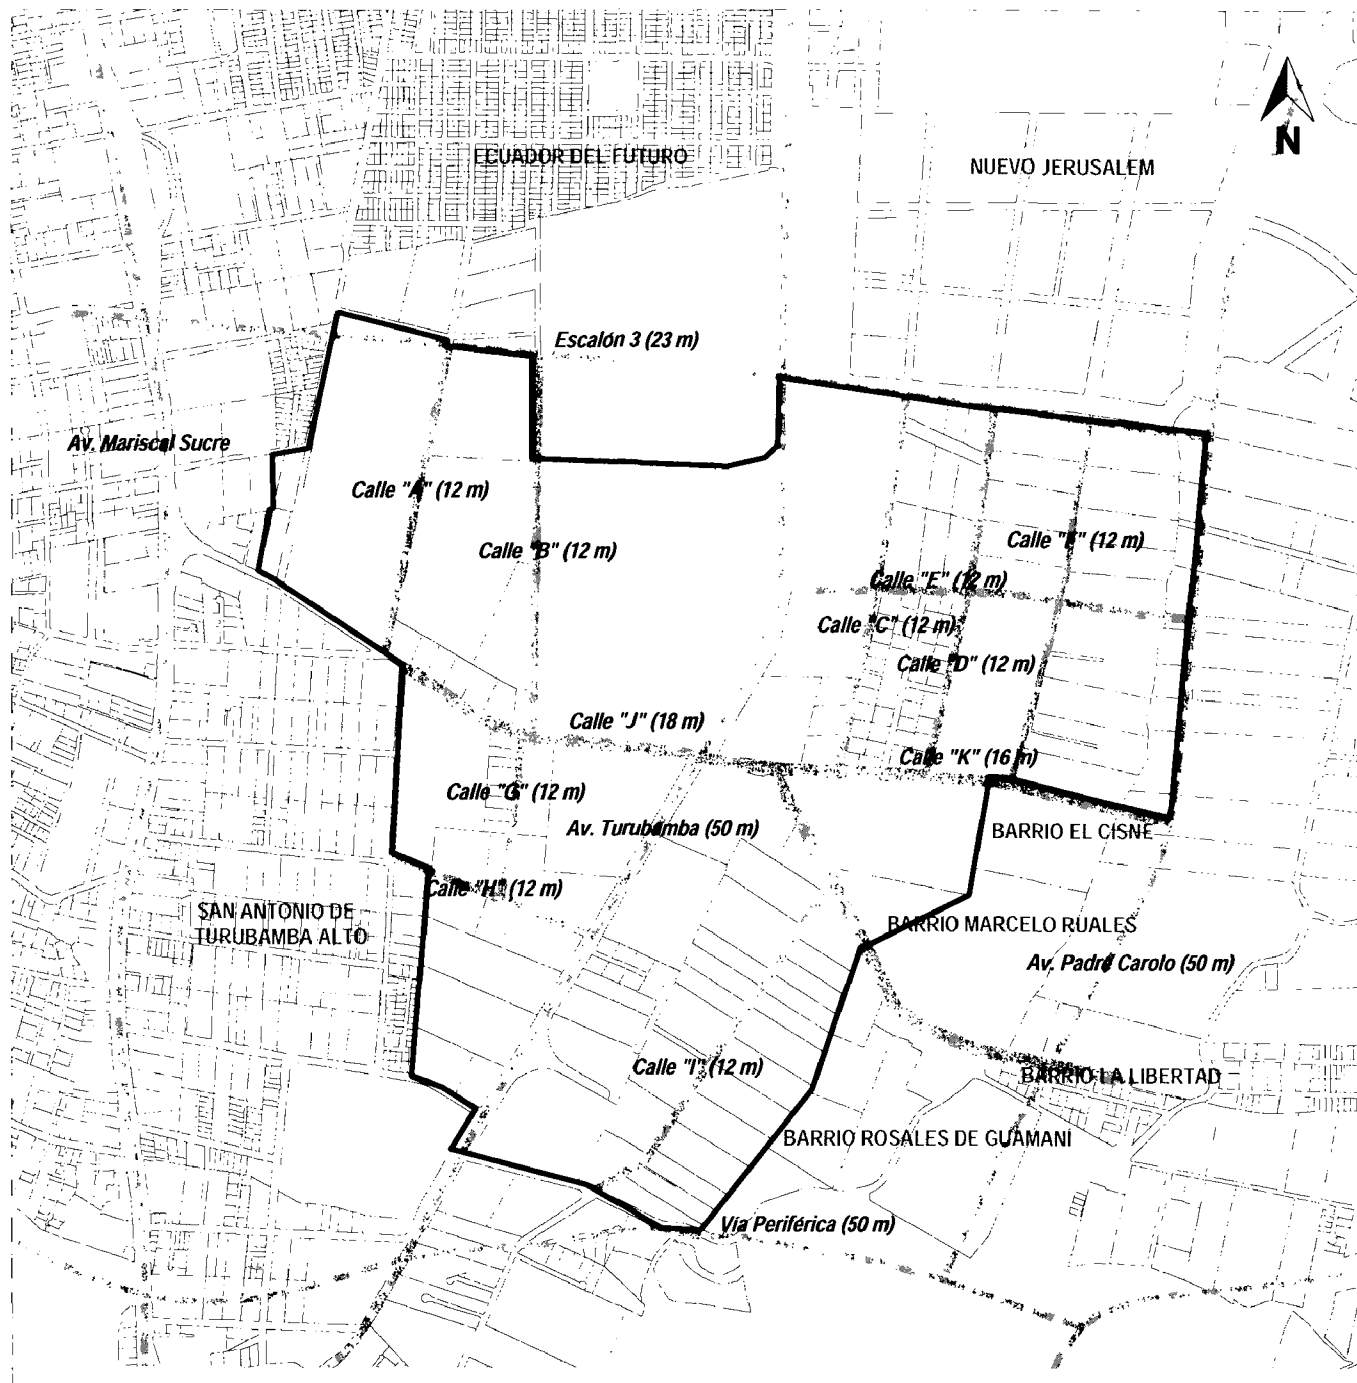 ECUADOR DEL FUTURO
NUEVO JERUSALEM
N
Escalón 3 (23 m)
Av. Mariscal Sucre
Calle "A" (12 m)
Calle "B" (12 m)
Calle "F" (12 m)
Calle "E" (12 m)
Calle "C" (12 m)
Calle "D" (12 m)
Calle "J" (18 m)
Calle "K" (16 m)
Calle "G" (12 m)
Av. Turubamba (50 m)
BARRIO EL CISNE
Calle "H" (12 m)
SAN ANTONIO DE
TURUBAMBA ALTO
BARRIO MARCELO RUALES
Av. Padre Carolo (50 m)
Calle "I" (12 m)
BARRIO LA LIBERTAD
BARRIO ROSALES DE GUAMANÍ
Vía Periférica (50 m)